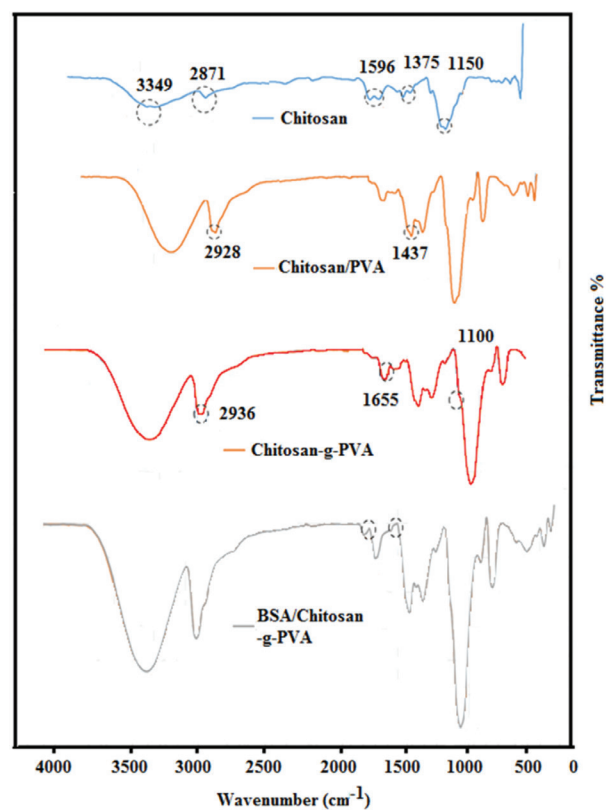 3349 2871 1596 1375 1150
Chitosan
2928 1437
Chitosan/PVA
1100
2936 1655
Chitosan-g-PVA
BSA/Chitosan
-g-PVA
Transmittance %
4000 3500 3000 2500 2000 1500 1000 500 0
Wavenumber (cm⁻¹)